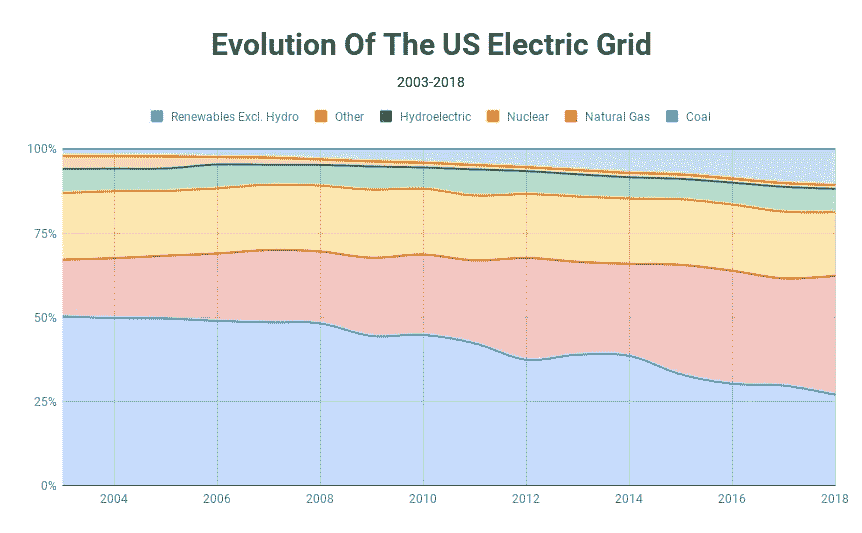 Evolution Of The US Electric Grid
2003-2018
Renewables Excl. Hydro Other Hydroelectric Nuclear Natural Gas Coal
100%
75%
50%
25%
0%
2004 2006 2008 2010 2012 2014 2016 2018